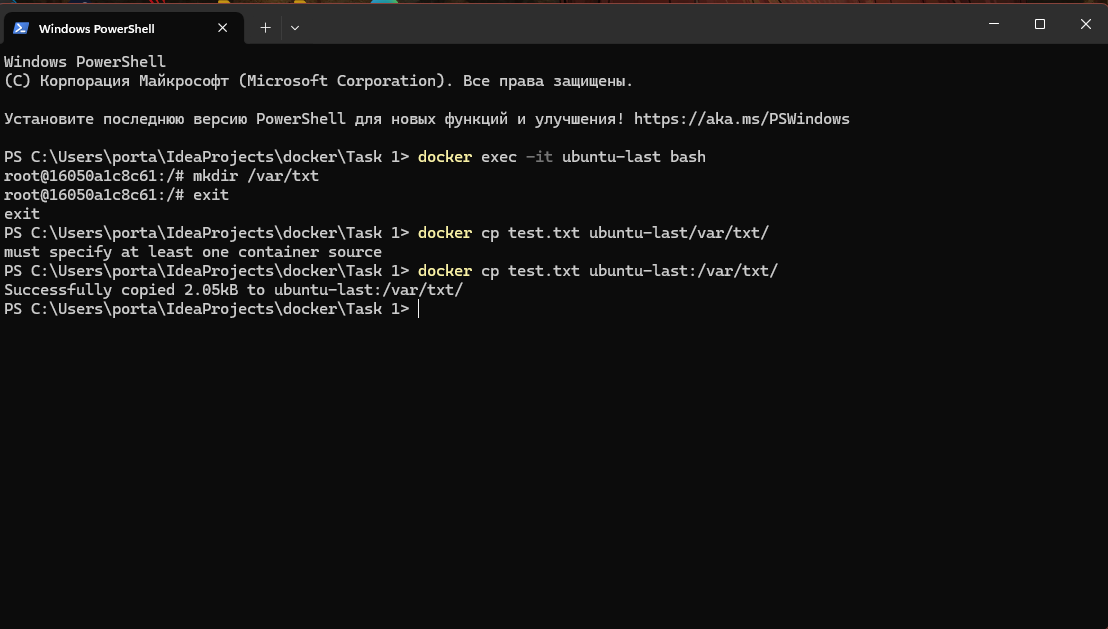 Windows PowerShell
Windows PowerShell
(C) Корпорация Майкрософт (Microsoft Corporation). Все права защищены.
Установите последнюю версию PowerShell для новых функций и улучшения! https://aka.ms/PSWindows
PS C:\Users\porta\IdeaProjects\docker\Task 1> docker exec -it ubuntu-last bash
root@16050a1c8c61:/# mkdir /var/txt
root@16050a1c8c61:/# exit
exit
PS C:\Users\porta\IdeaProjects\docker\Task 1> docker cp test.txt ubuntu-last/var/txt/
must specify at least one container source
PS C:\Users\porta\IdeaProjects\docker\Task 1> docker cp test.txt ubuntu-last:/var/txt/
Successfully copied 2.05kB to ubuntu-last:/var/txt/
PS C:\Users\porta\IdeaProjects\docker\Task 1>